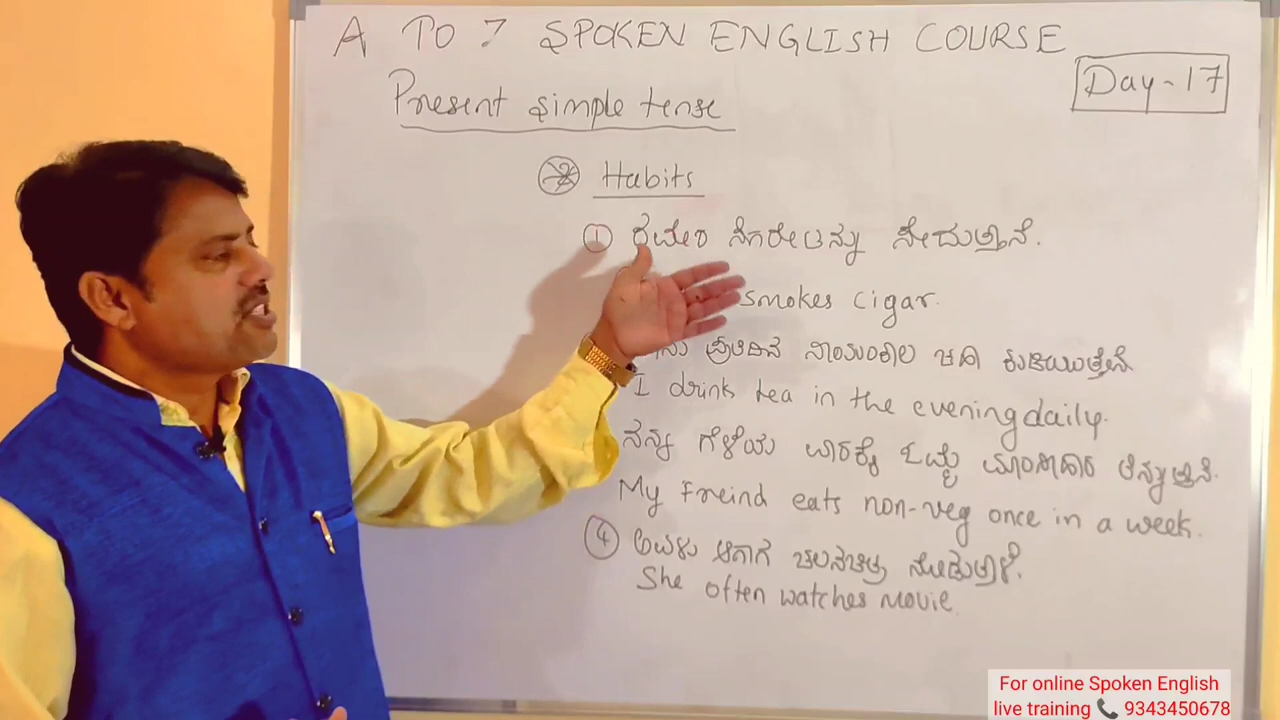 A TO Z SPOKEN ENGLISH COURSE
Day-17
Present simple tense
Habits
① ಸಿಗರೇಟನ್ನು ಸೇದುತ್ತಾನೆ.
smokes cigar.
ಪ್ರತಿದಿನ ಸಾಯಂಕಾಲ ಚಹಾ ಕುಡಿಯುತ್ತೇನೆ
I drink tea in the evening daily.
ನನ್ನ ಗೆಳೆಯ ವಾರಕ್ಕೆ ಒಮ್ಮೆ ಮಾಂಸಾಹಾರ ತಿನ್ನುತ್ತಾನೆ.
My Freind eats non-veg once in a week.
④ ಅವಳು ಆಗಾಗ ಚಲನಚಿತ್ರ ನೋಡುತ್ತಾಳೆ.
She often watches movie.
For online Spoken English
live training 📞 9343450678